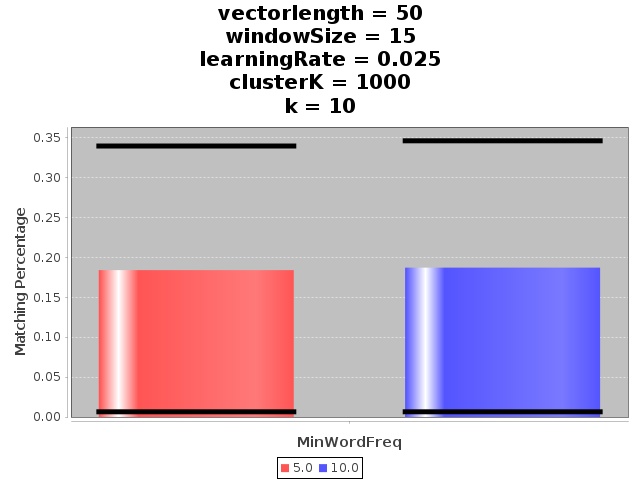 vectorlength = 50
windowSize = 15
learningRate = 0.025
clusterK = 1000
k = 10
Matching Percentage
0.35
0.30
0.25
0.20
0.15
0.10
0.05
0.00
MinWordFreq
5.0 10.0